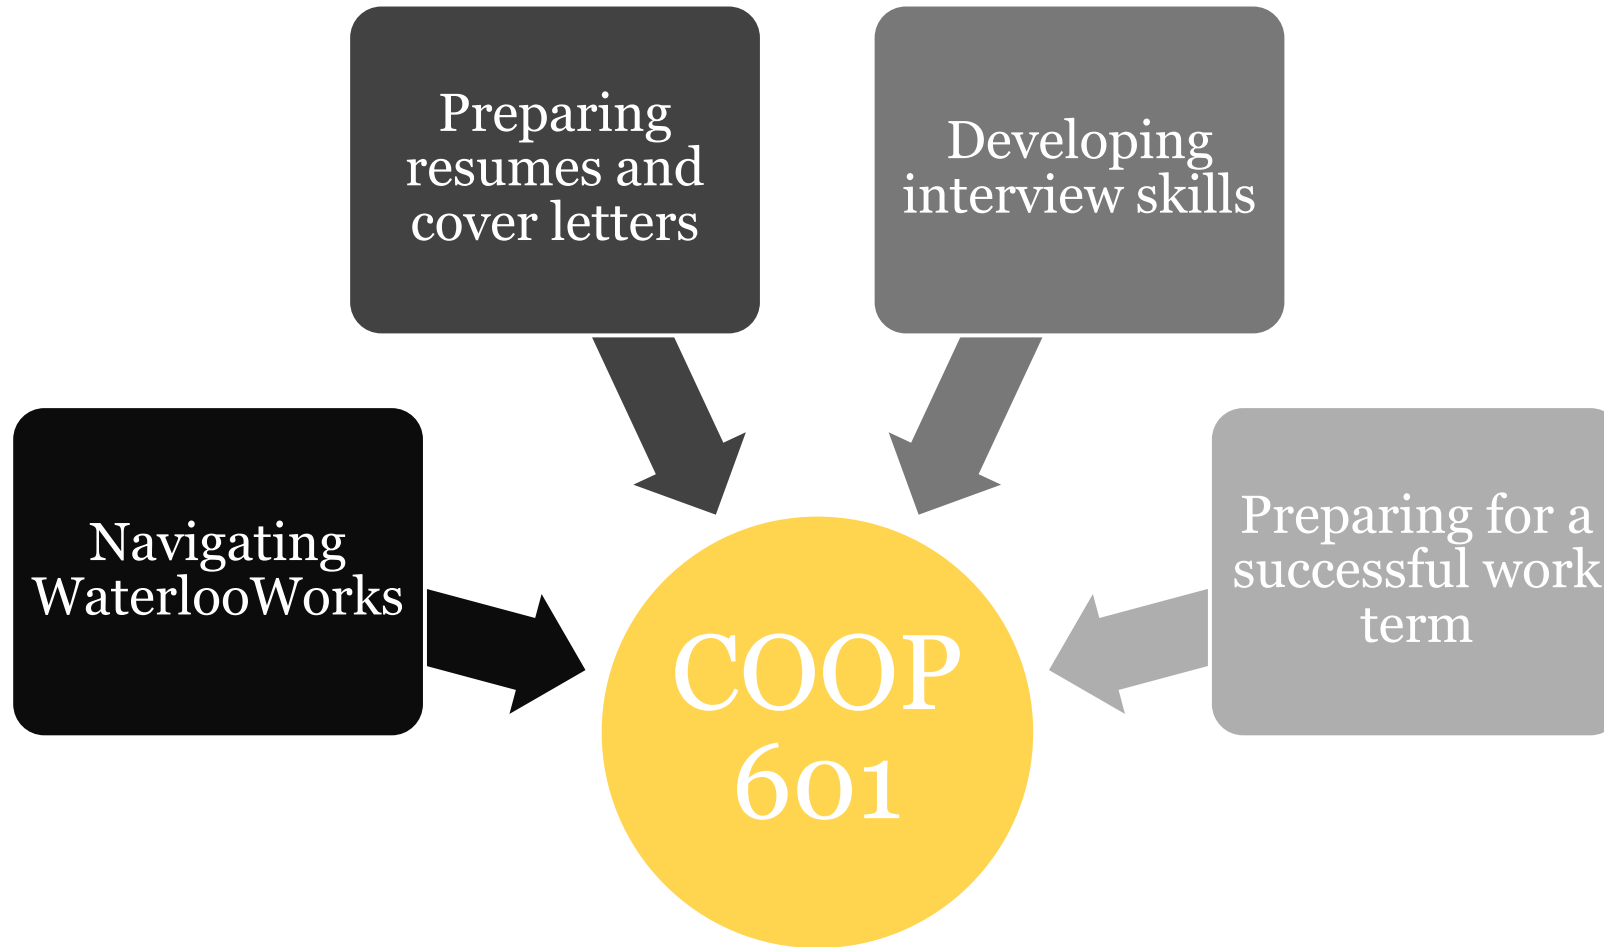 Preparing
resumes and
cover letters
Developing
interview skills
Navigating
WaterlooWorks
Preparing for a
successful work
term
COOP
601